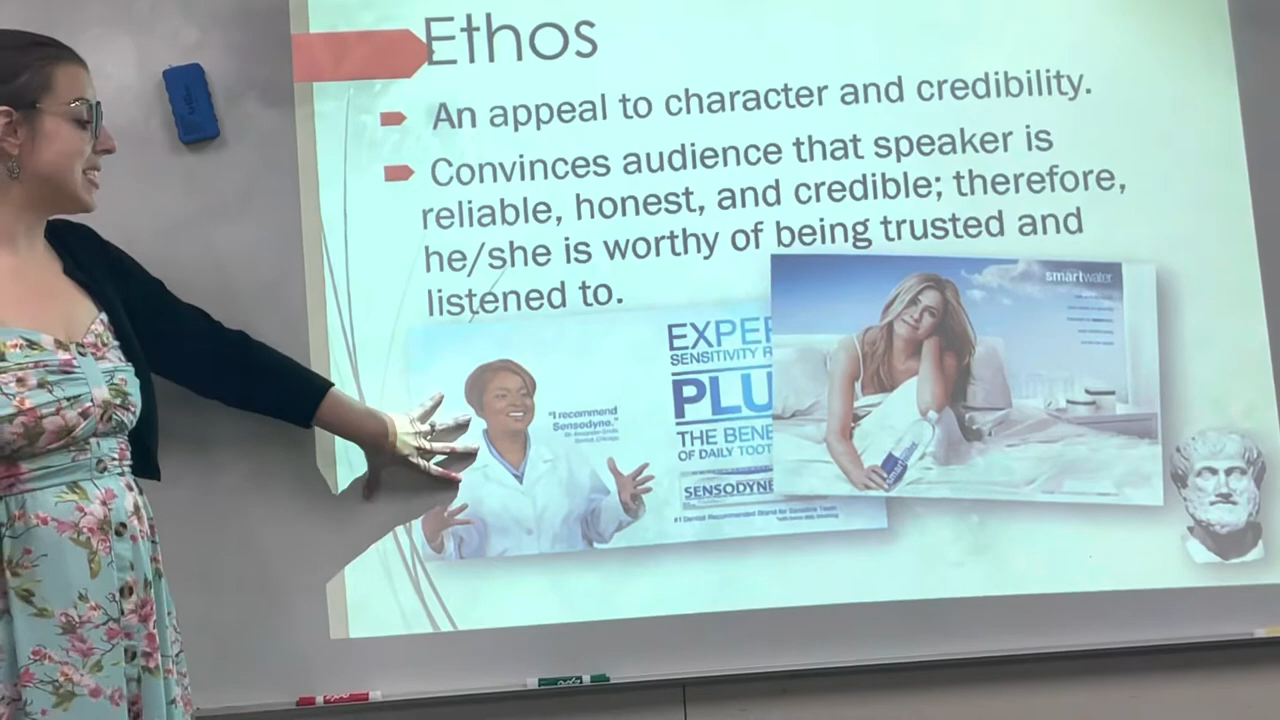 Ethos
An appeal to character and credibility.
Convinces audience that speaker is
reliable, honest, and credible; therefore,
he/she is worthy of being trusted and
listened to.
"I recommend
Sensodyne."
EXPER
SENSITIVITY R
PLU
THE BENE
OF DAILY TOOT
SENSODYNE
#1 Dentist Recommended Brand for Sensitive Teeth
smartwater
smartwater
expo